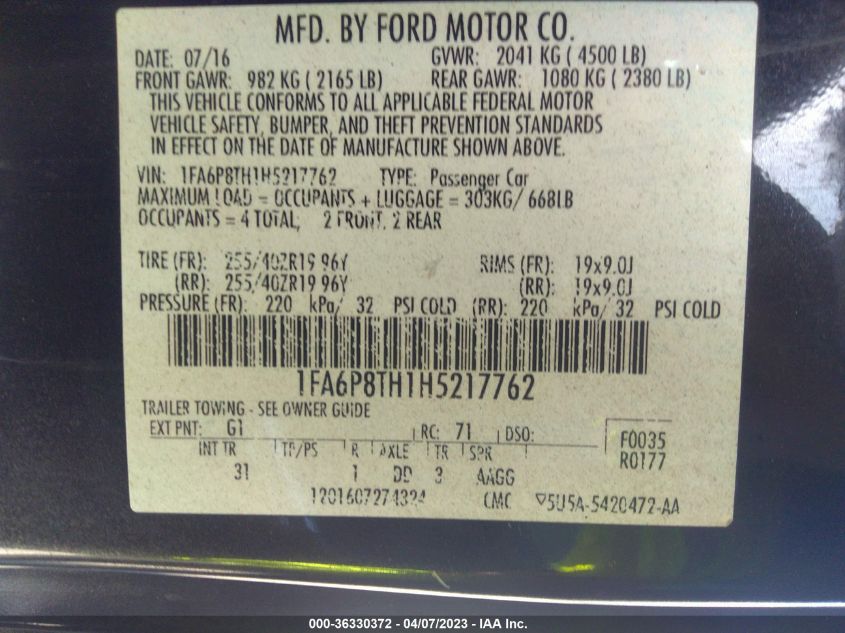 MFD. BY FORD MOTOR CO.
DATE: 07/16 GVWR: 2041 KG ( 4500 LB)
FRONT GAWR: 982 KG ( 2165 LB) REAR GAWR: 1080 KG ( 2380 LB)
THIS VEHICLE CONFORMS TO ALL APPLICABLE FEDERAL MOTOR
VEHICLE SAFETY, BUMPER, AND THEFT PREVENTION STANDARDS
IN EFFECT ON THE DATE OF MANUFACTURE SHOWN ABOVE.
VIN: 1FA6P8TH1H5217762 TYPE: Passenger Car
MAXIMUM LOAD = OCCUPANTS + LUGGAGE = 303KG/ 668LB
OCCUPANTS = 4 TOTAL, 2 FRONT, 2 REAR
TIRE (FR): 255/40ZR19 96Y RIMS (FR): 19x9.0J
(RR): 255/40ZR19 96Y (RR): 19x9.0J
PRESSURE (FR): 220 kPa/ 32 PSI COLD (RR): 220 kPa/ 32 PSI COLD
1FA6P8TH1H5217762
TRAILER TOWING - SEE OWNER GUIDE
EXT PNT: G1 RC: 71 DSO: F0035
INT TR TP/PS R AXLE TR SPR R0177
31 1 DD 3 AAGG
1201607274324 CMC 5U5A-5420472-AA
000-36330372 - 04/07/2023 - IAA Inc.